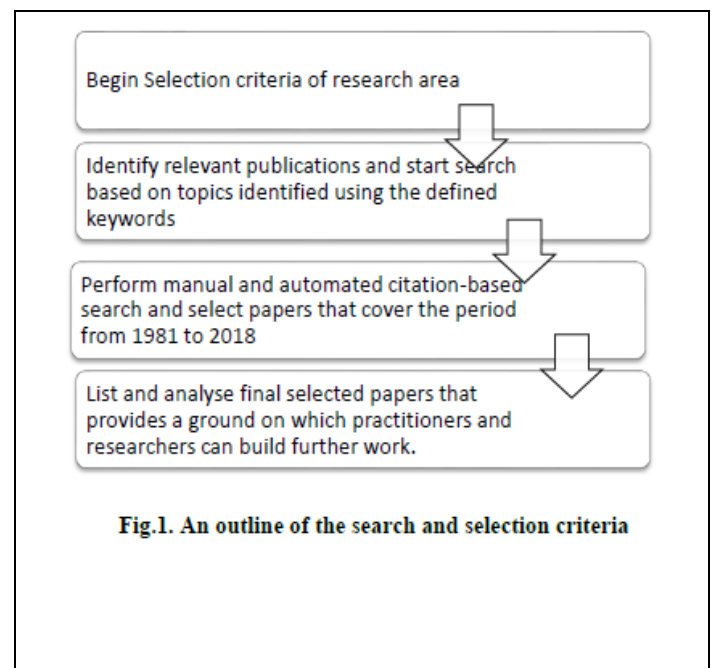 Begin Selection criteria of research area
Identify relevant publications and start search
based on topics identified using the defined
keywords
Perform manual and automated citation-based
search and select papers that cover the period
from 1981 to 2018
List and analyse final selected papers that
provides a ground on which practitioners and
researchers can build further work.
Fig.1. An outline of the search and selection criteria